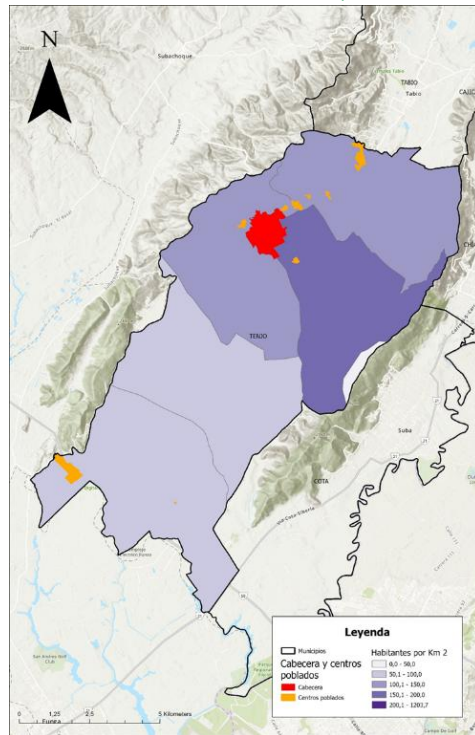 N
Subachoque
TABIO
Tabio
TENJO
Suba
COTA
Leyenda
Municipios
Cabecera y centros
poblados
Cabecera
Centros poblados
Habitantes por Km 2
0,0 - 50,0
50,1 - 100,0
100,1 - 150,0
150,1 - 200,0
200,1 - 1203,7
0 1,25 2,5 5 Kilometers
Funza